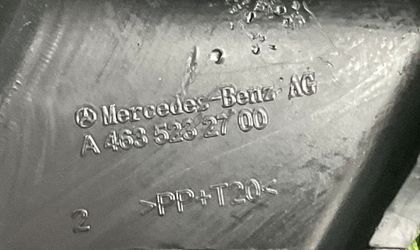 Mercedes-Benz AG
A 463 523 27 00
>PP+T20<
2